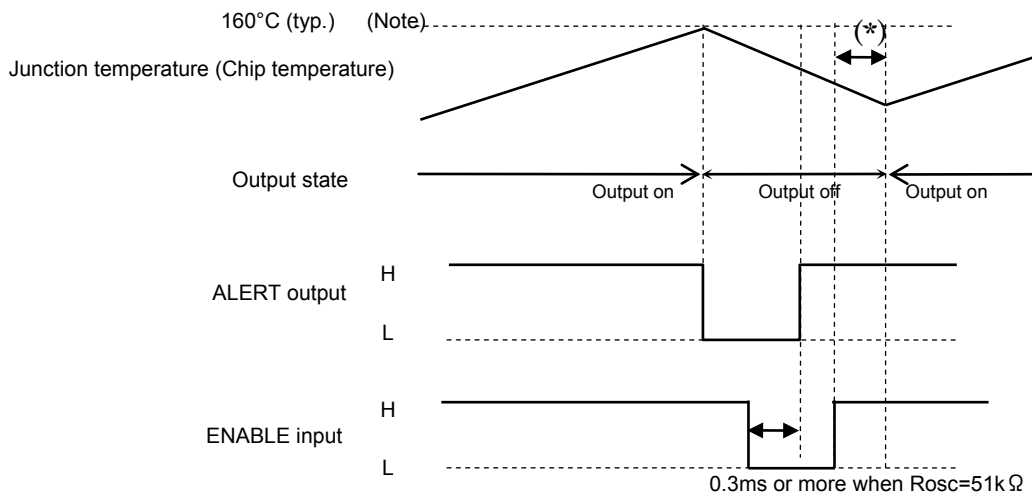 160°C (typ.) (Note)
(*)
Junction temperature (Chip temperature)
Output state
Output on
Output off
Output on
H
ALERT output
L
H
ENABLE input
L
0.3ms or more when Rosc=51kΩ